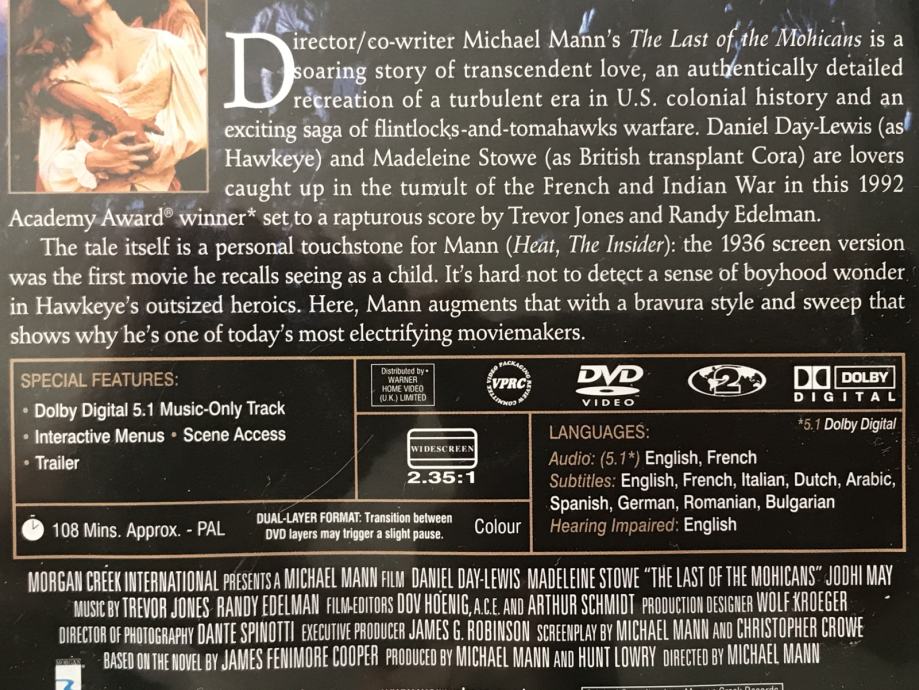 Director/co-writer Michael Mann's The Last of the Mohicans is a
soaring story of transcendent love, an authentically detailed
recreation of a turbulent era in U.S. colonial history and an
exciting saga of flintlocks-and-tomahawks warfare. Daniel Day-Lewis (as
Hawkeye) and Madeleine Stowe (as British transplant Cora) are lovers
caught up in the tumult of the French and Indian War in this 1992
Academy Award® winner* set to a rapturous score by Trevor Jones and Randy Edelman.
The tale itself is a personal touchstone for Mann (Heat, The Insider): the 1936 screen version
was the first movie he recalls seeing as a child. It's hard not to detect a sense of boyhood wonder
in Hawkeye's outsized heroics. Here, Mann augments that with a bravura style and sweep that
shows why he's one of today's most electrifying moviemakers.
SPECIAL FEATURES:
• Dolby Digital 5.1 Music-Only Track
• Interactive Menus • Scene Access
• Trailer
108 Mins. Approx. - PAL
DUAL-LAYER FORMAT: Transition between
DVD layers may trigger a slight pause.
Colour
Distributed by •
WARNER
HOME VIDEO
(U.K.) LIMITED
VIDEO PACKAGING REVIEW COMMITTEE
VPRC
DVD
VIDEO
2
DOLBY
DIGITAL
WIDESCREEN
2.35:1
*5.1 Dolby Digital
LANGUAGES:
Audio: (5.1*) English, French
Subtitles: English, French, Italian, Dutch, Arabic,
Spanish, German, Romanian, Bulgarian
Hearing Impaired: English
MORGAN CREEK INTERNATIONAL PRESENTS A MICHAEL MANN FILM DANIEL DAY-LEWIS MADELEINE STOWE "THE LAST OF THE MOHICANS" JODHI MAY
MUSIC BY TREVOR JONES RANDY EDELMAN FILM-EDITORS DOV HOENIG, A.C.E. AND ARTHUR SCHMIDT PRODUCTION DESIGNER WOLF KROEGER
DIRECTOR OF PHOTOGRAPHY DANTE SPINOTTI EXECUTIVE PRODUCER JAMES G. ROBINSON SCREENPLAY BY MICHAEL MANN AND CHRISTOPHER CROWE
BASED ON THE NOVEL BY JAMES FENIMORE COOPER PRODUCED BY MICHAEL MANN AND HUNT LOWRY DIRECTED BY MICHAEL MANN
MORGAN